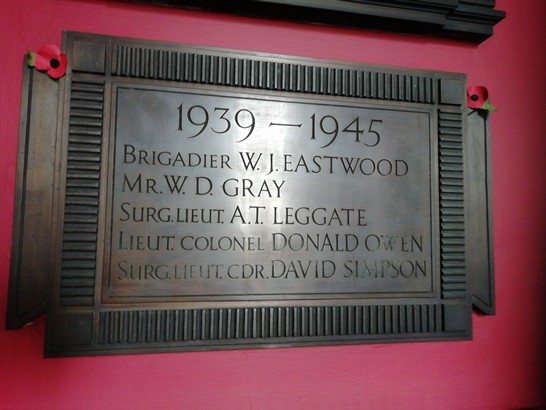 1939 – 1945
BRIGADIER W. J. EASTWOOD
MR. W. D. GRAY
SURG. LIEUT. A.T. LEGGATE
LIEUT. COLONEL DONALD OWEN
SURG. LIEUT. CDR. DAVID SIMPSON